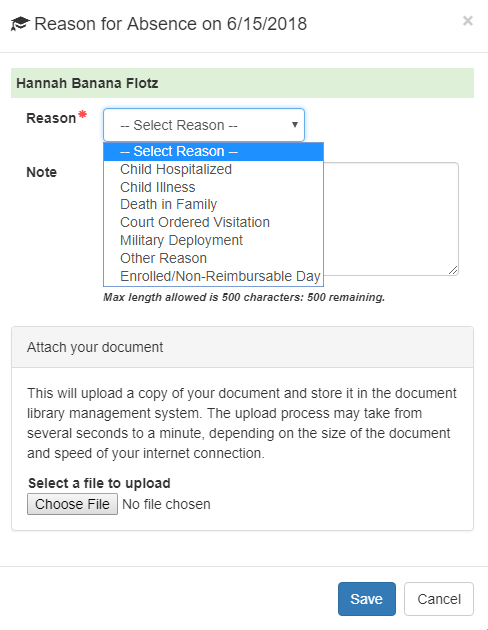 Reason for Absence on 6/15/2018
×
Hannah Banana Flotz
Reason*
-- Select Reason --
-- Select Reason --
Child Hospitalized
Child Illness
Death in Family
Court Ordered Visitation
Military Deployment
Other Reason
Enrolled/Non-Reimbursable Day
Note
Max length allowed is 500 characters: 500 remaining.
Attach your document
This will upload a copy of your document and store it in the document
library management system. The upload process may take from
several seconds to a minute, depending on the size of the document
and speed of your internet connection.
Select a file to upload
Choose File No file chosen
Save Cancel